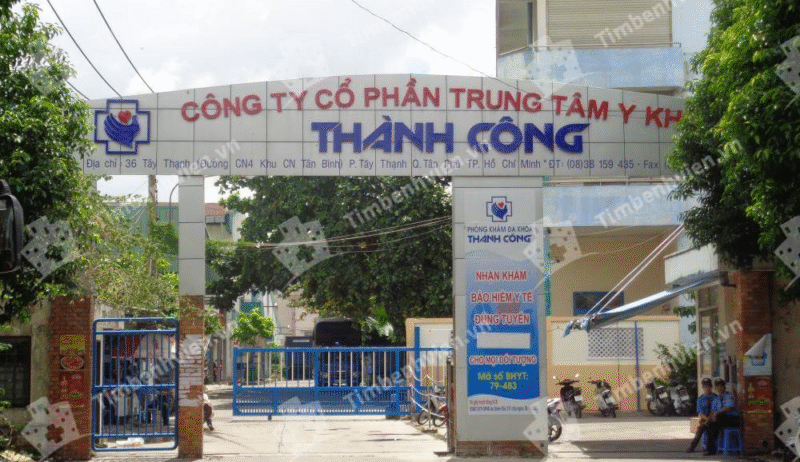 CÔNG TY CỔ PHẦN TRUNG TÂM Y KH
THÀNH CÔNG
Địa chỉ - 36 Tây Thạnh (Đường CN4 Khu CN Tân Bình) P. Tây Thạnh Q. Tân Phú TP. Hồ Chí Minh * ĐT: (08)38 159 435 - Fax
PHÒNG KHÁM ĐA KHOA
THÀNH CÔNG
NHẬN KHÁM
BẢO HIỂM Y TẾ
ĐÚNG TUYẾN
CHO MỌI ĐỐI TƯỢNG
Mã số BHYT:
79-483
Timbenhvien.vn